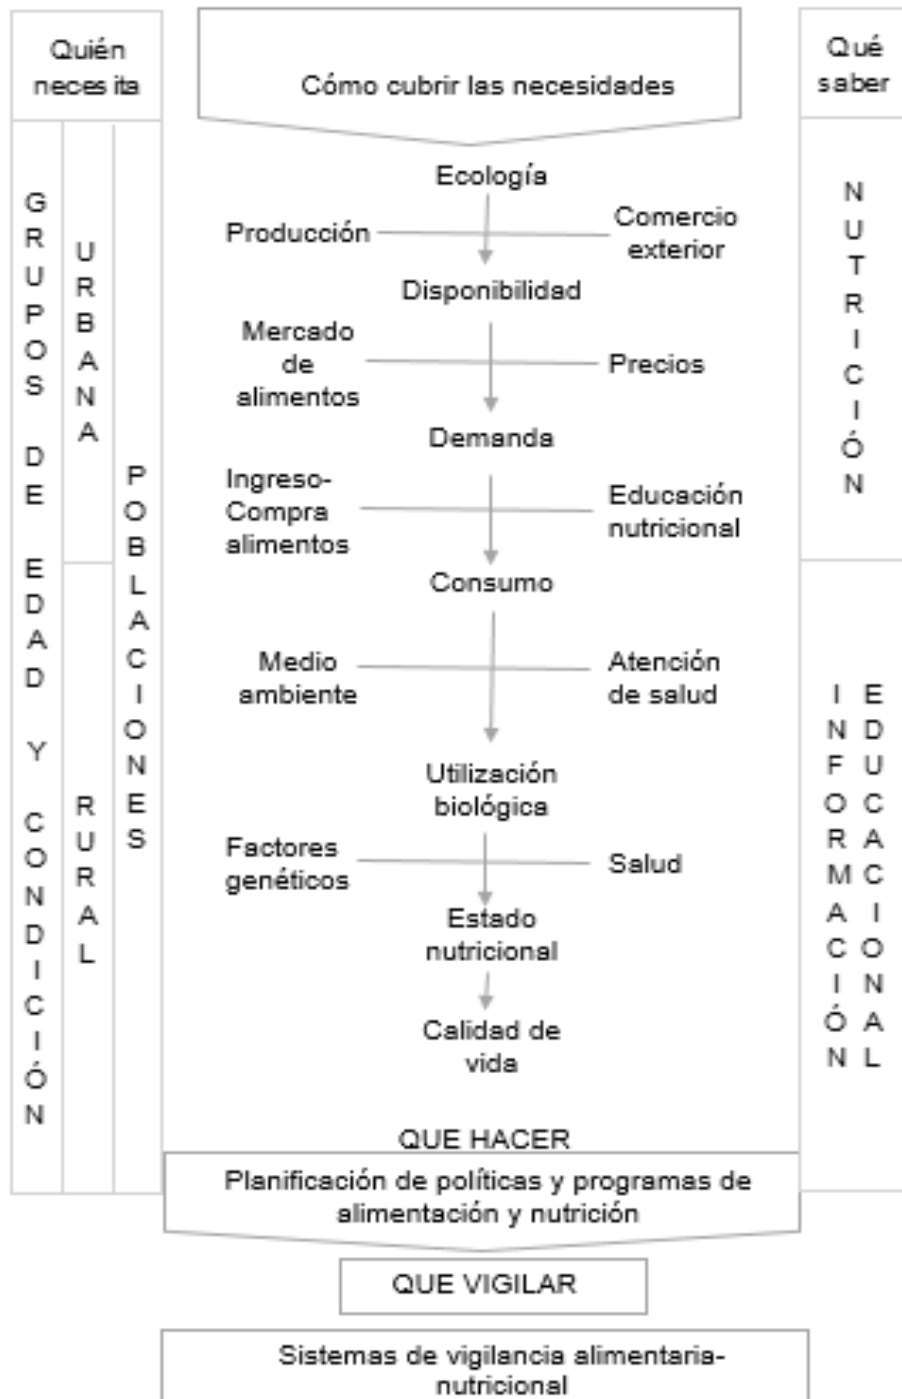 Quién
necesita
Cómo cubrir las necesidades
Qué
saber
GRUPOS DE EDAD Y CONDICIÓN
URBANA
RURAL
POBLACIONES
Ecología
Producción
Comercio
exterior
Disponibilidad
Mercado
de
alimentos
Precios
Demanda
Ingreso-
Compra
alimentos
Educación
nutricional
Consumo
Medio
ambiente
Atención
de salud
Utilización
biológica
Factores
genéticos
Salud
Estado
nutricional
Calidad de
vida
NUTRICIÓN
INFORMACIÓN
EDUCACIONAL
QUE HACER
Planificación de políticas y programas de
alimentación y nutrición
QUE VIGILAR
Sistemas de vigilancia alimentaria-
nutricional